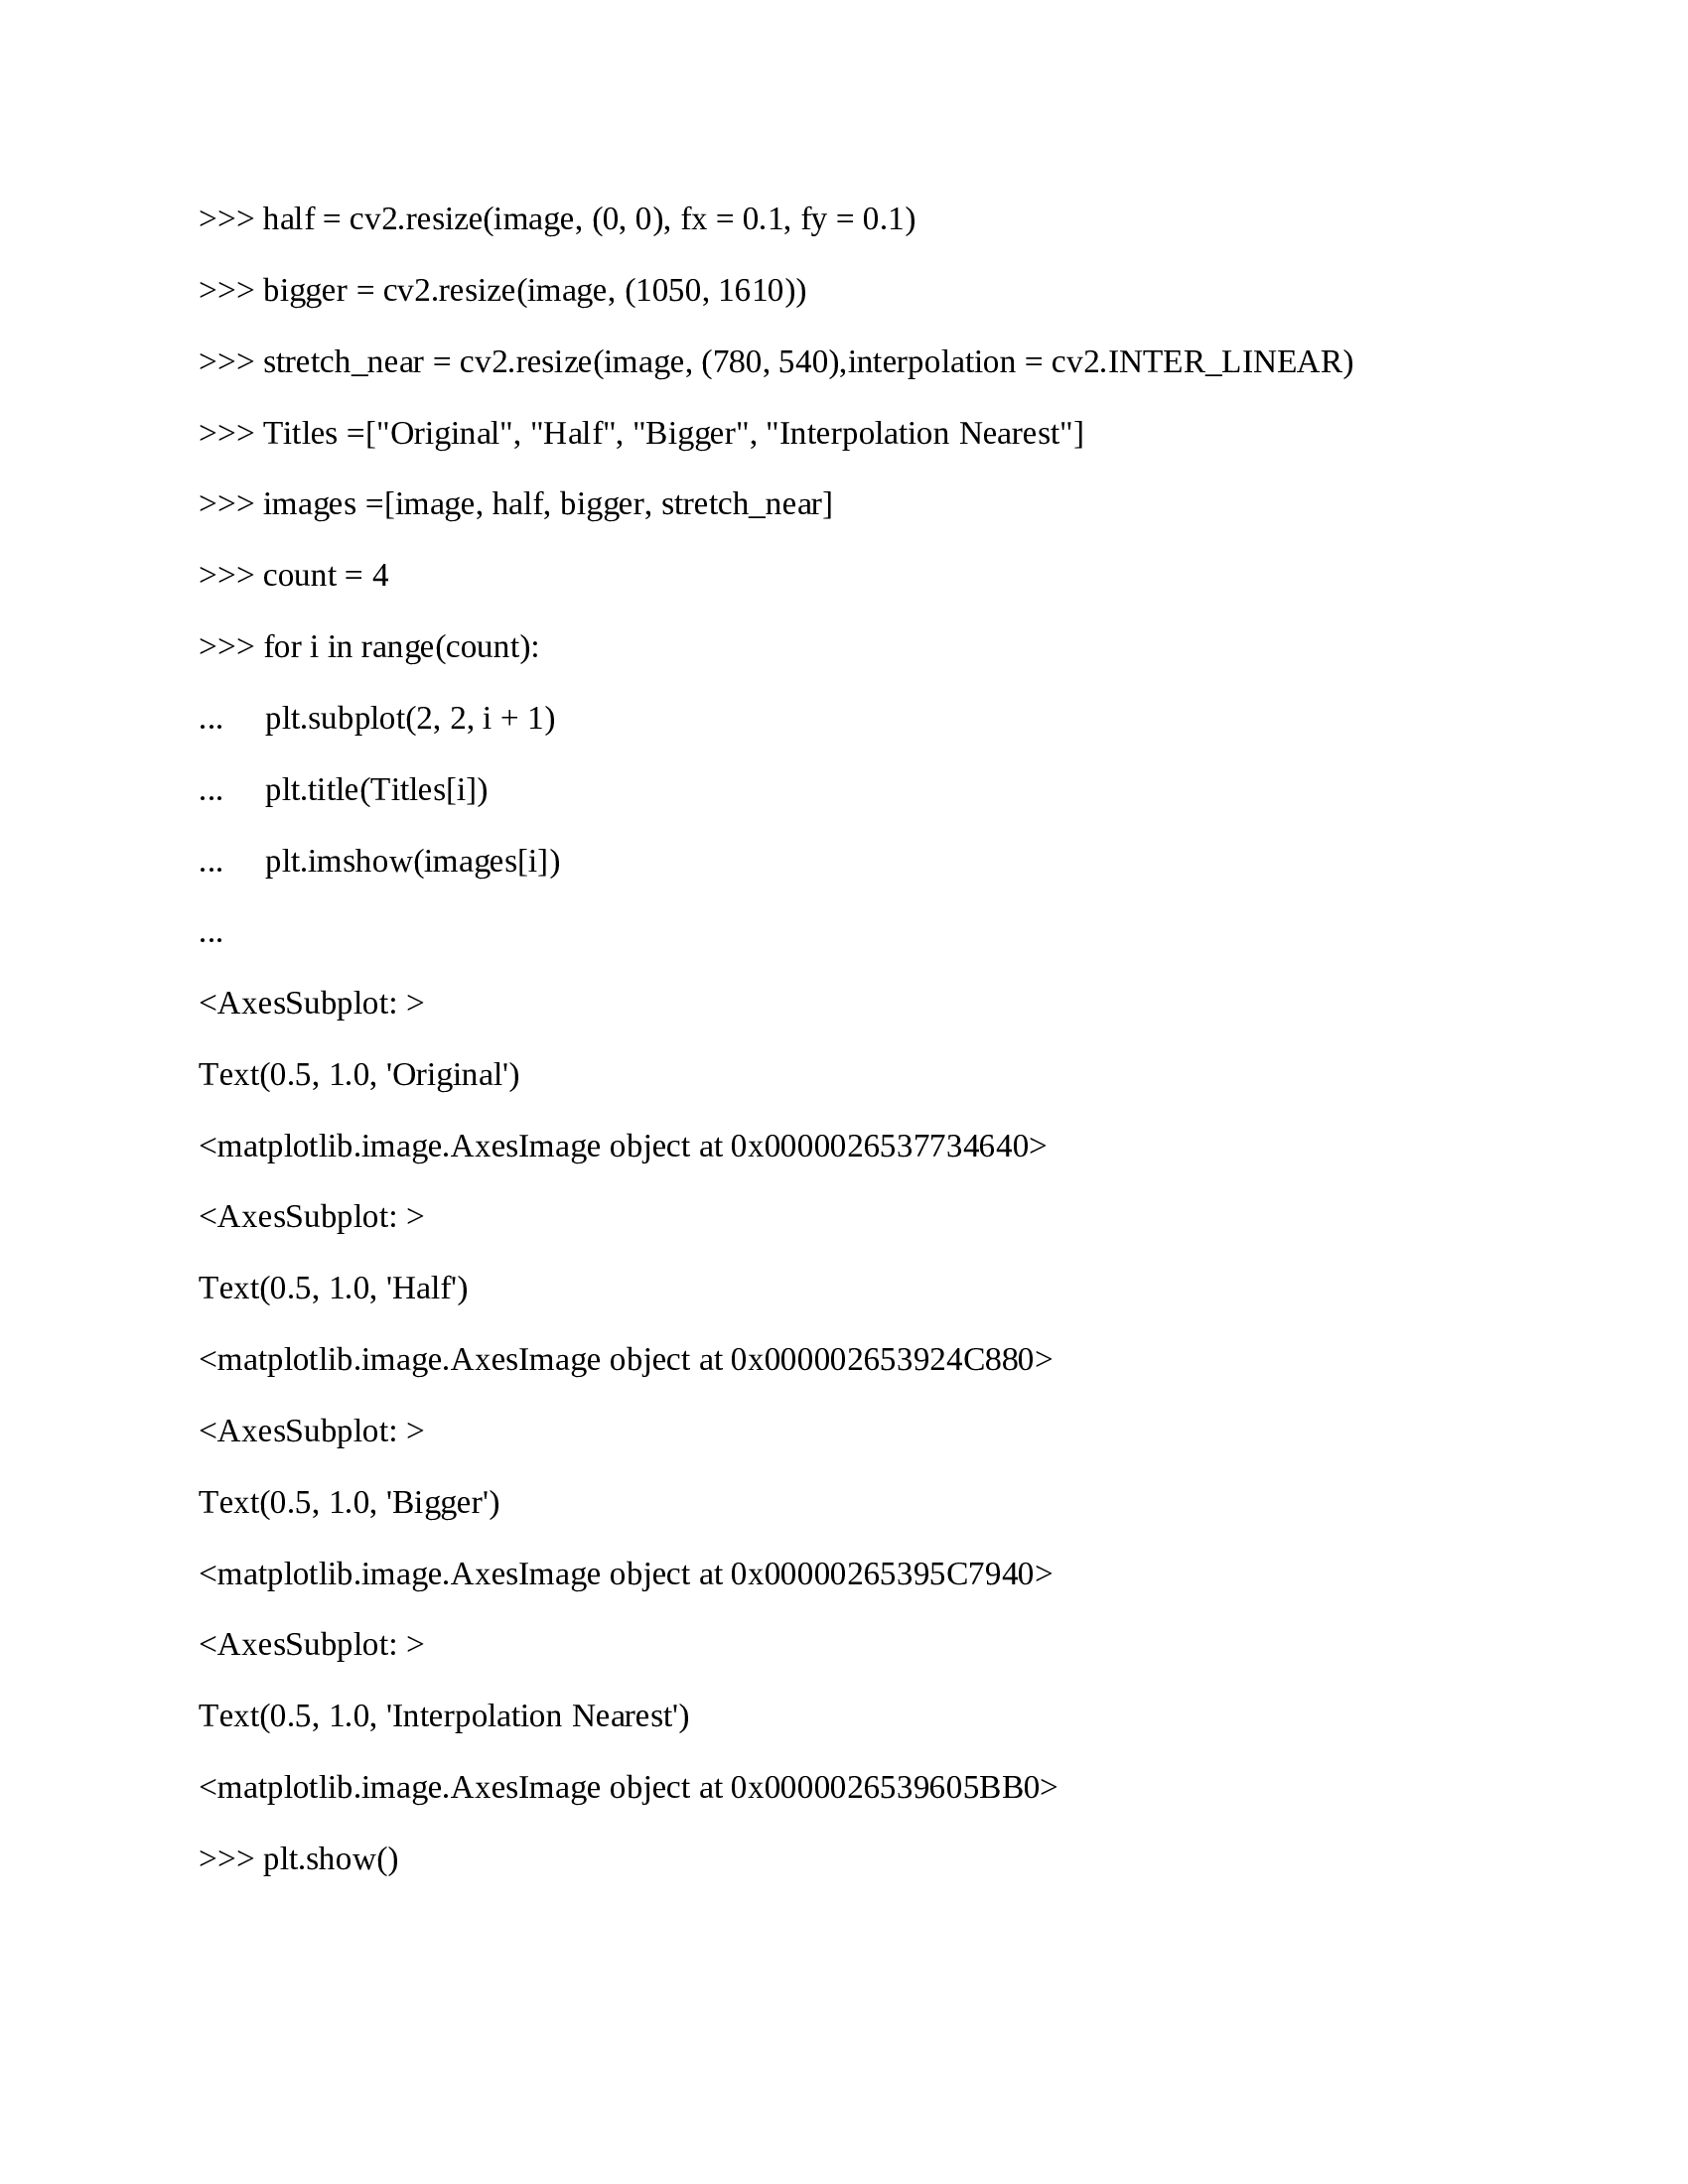 >>> half = cv2.resize(image, (0, 0), fx = 0.1, fy = 0.1)
>>> bigger = cv2.resize(image, (1050, 1610))
>>> stretch_near = cv2.resize(image, (780, 540),interpolation = cv2.INTER_LINEAR)
>>> Titles =["Original", "Half", "Bigger", "Interpolation Nearest"]
>>> images =[image, half, bigger, stretch_near]
>>> count = 4
>>> for i in range(count):
...     plt.subplot(2, 2, i + 1)
...     plt.title(Titles[i])
...     plt.imshow(images[i])
...
<AxesSubplot: >
Text(0.5, 1.0, 'Original')
<matplotlib.image.AxesImage object at 0x0000026537734640>
<AxesSubplot: >
Text(0.5, 1.0, 'Half')
<matplotlib.image.AxesImage object at 0x000002653924C880>
<AxesSubplot: >
Text(0.5, 1.0, 'Bigger')
<matplotlib.image.AxesImage object at 0x00000265395C7940>
<AxesSubplot: >
Text(0.5, 1.0, 'Interpolation Nearest')
<matplotlib.image.AxesImage object at 0x0000026539605BB0>
>>> plt.show()